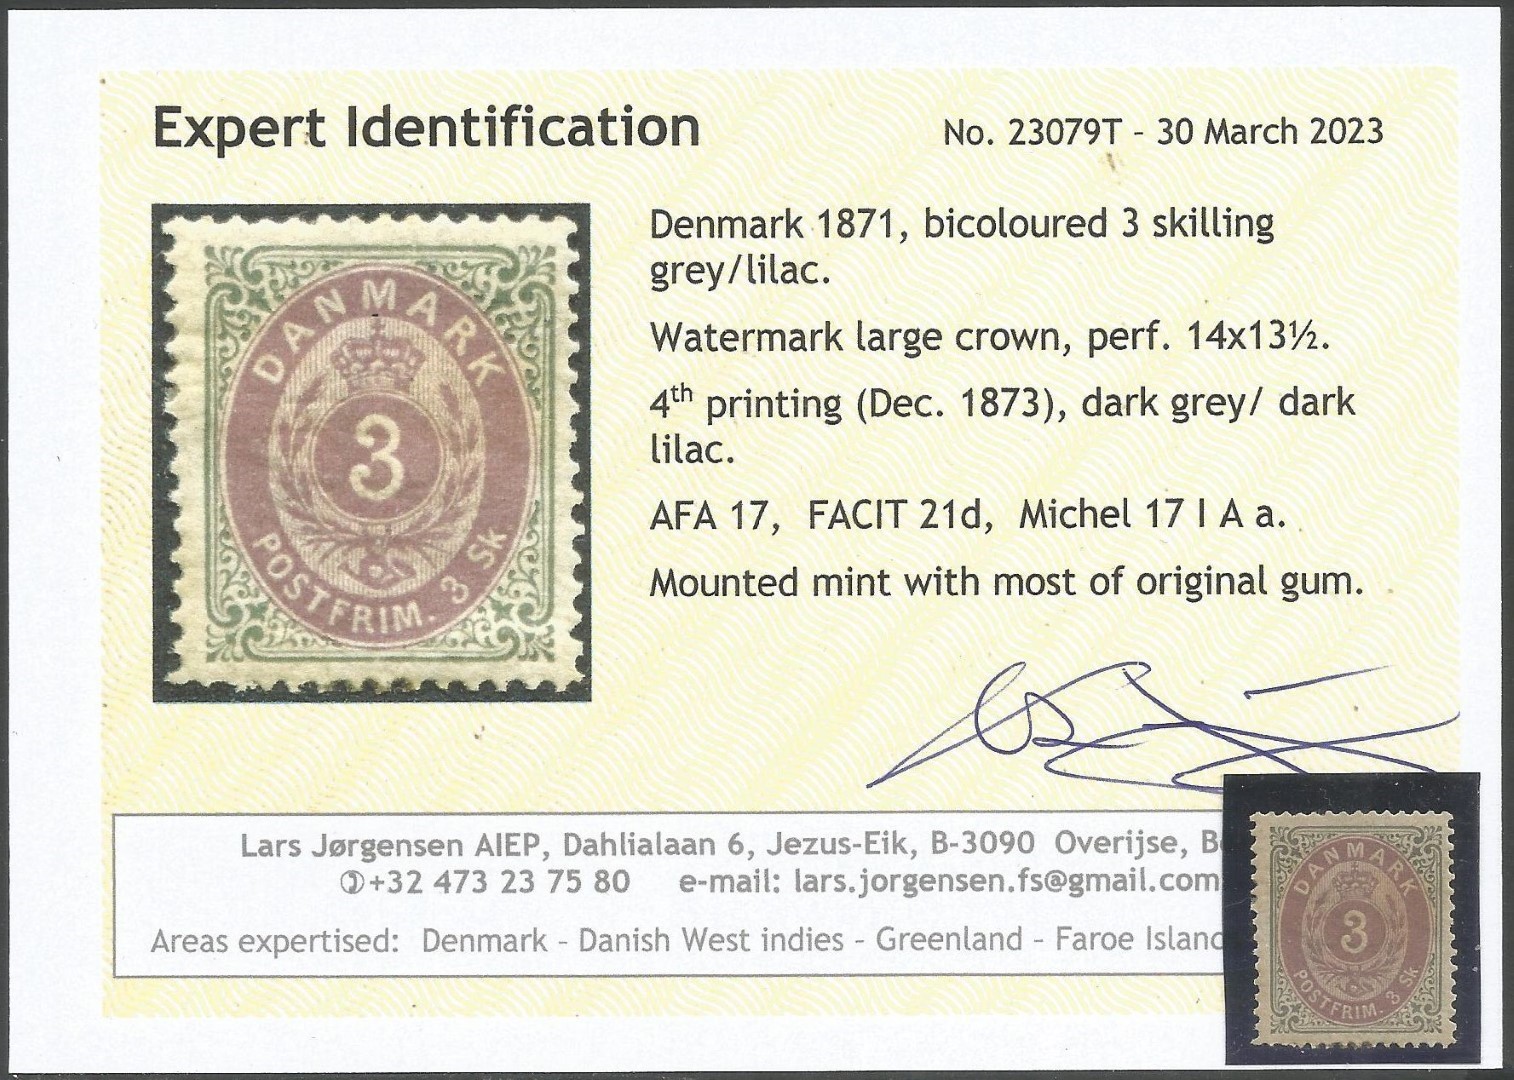 Expert Identification
No. 23079T - 30 March 2023
DANMARK
3
POSTFRIM. 3 Sk
Denmark 1871, bicoloured 3 skilling
grey/lilac.
Watermark large crown, perf. 14x13½.
4th printing (Dec. 1873), dark grey/ dark
lilac.
AFA 17, FACIT 21d, Michel 17 I A a.
Mounted mint with most of original gum.
Lars Jørgensen AIEP, Dahlialaan 6, Jezus-Eik, B-3090 Overijse,
✆+32 473 23 75 80 e-mail: lars.jorgensen.fs@gmail.com
Areas expertised: Denmark - Danish West indies - Greenland - Faroe
DANMARK
3
POSTFRIM. 3 Sk